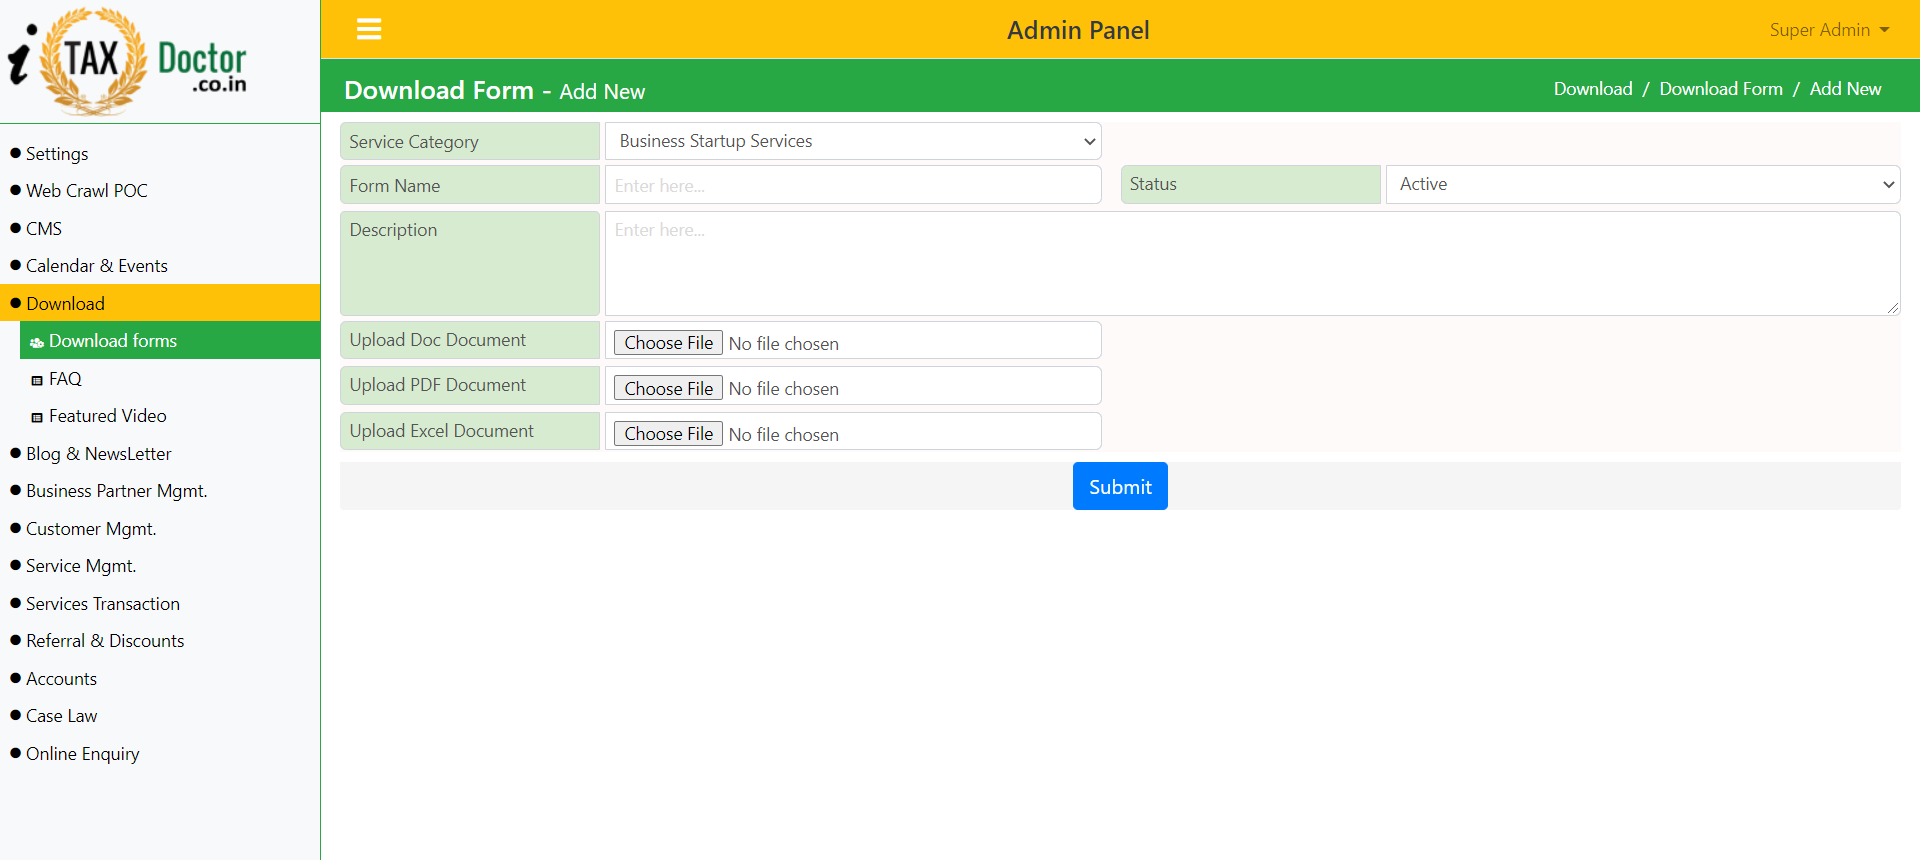 i TAX Doctor
.co.in
Admin Panel
Super Admin
Download Form - Add New
Download / Download Form / Add New
Settings
Web Crawl POC
CMS
Calendar & Events
Download
Download forms
FAQ
Featured Video
Blog & NewsLetter
Business Partner Mgmt.
Customer Mgmt.
Service Mgmt.
Services Transaction
Referral & Discounts
Accounts
Case Law
Online Enquiry
Service Category
Business Startup Services
Form Name
Enter here...
Status
Active
Description
Enter here...
Upload Doc Document
Choose File No file chosen
Upload PDF Document
Choose File No file chosen
Upload Excel Document
Choose File No file chosen
Submit